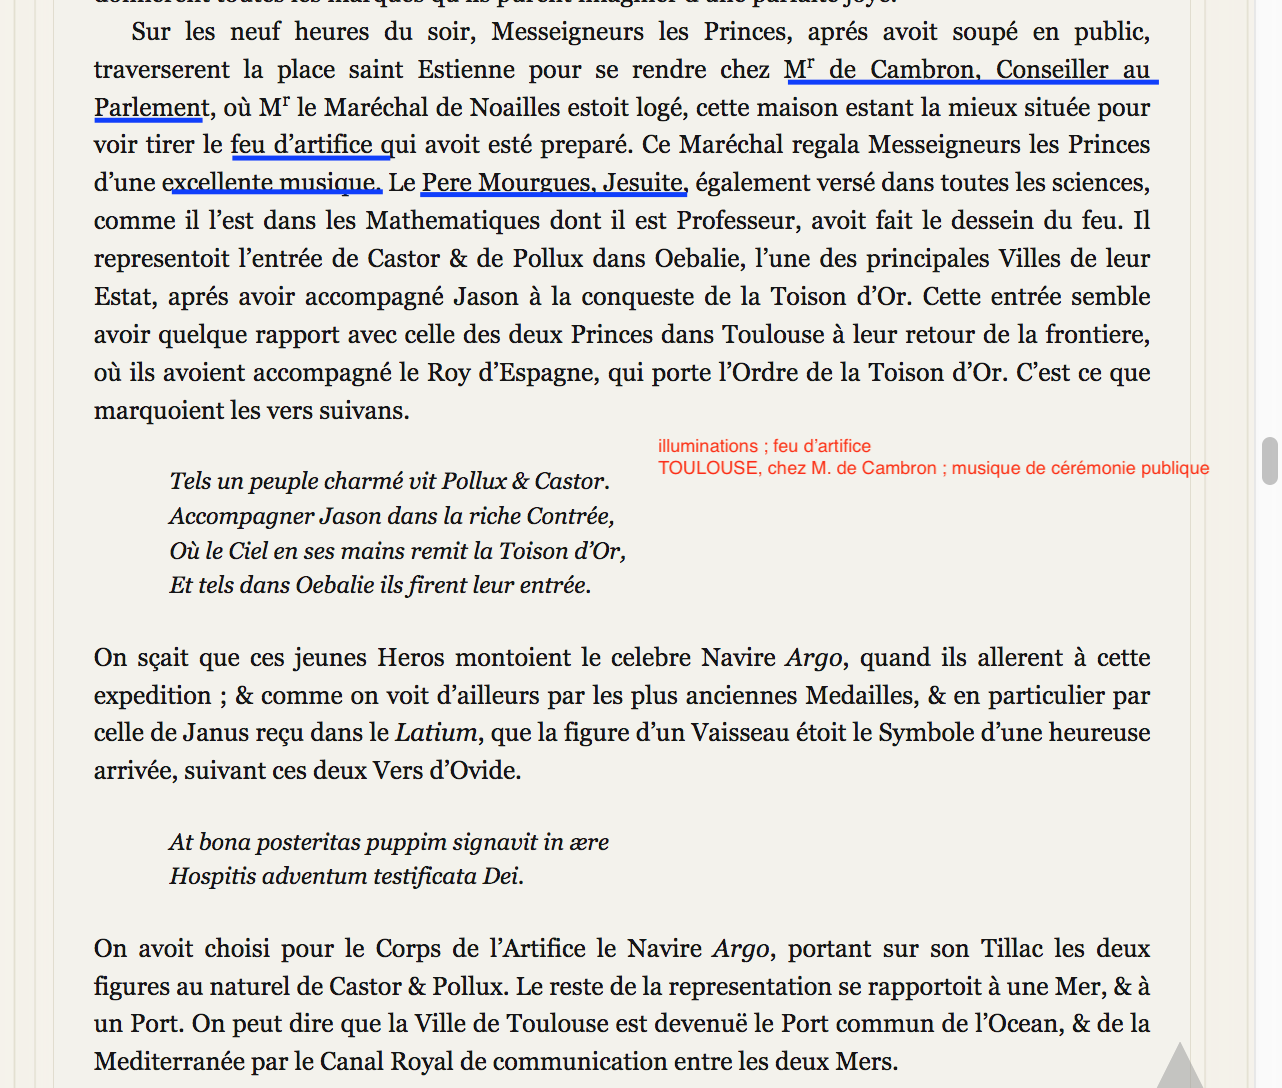 donnerent toutes les marques qu'ils purent imaginer d'une parfaite joye.
Sur les neuf heures du soir, Messeigneurs les Princes, aprés avoit soupé en public,
traverserent la place saint Estienne pour se rendre chez Mr de Cambron, Conseiller au
Parlement, où Mr le Maréchal de Noailles estoit logé, cette maison estant la mieux située pour
voir tirer le feu d’artifice qui avoit esté preparé. Ce Maréchal regala Messeigneurs les Princes
d’une excellente musique. Le Pere Mourgues, Jesuite, également versé dans toutes les sciences,
comme il l’est dans les Mathematiques dont il est Professeur, avoit fait le dessein du feu. Il
representoit l’entrée de Castor & de Pollux dans Oebalie, l’une des principales Villes de leur
Estat, aprés avoir accompagné Jason à la conqueste de la Toison d’Or. Cette entrée semble
avoir quelque rapport avec celle des deux Princes dans Toulouse à leur retour de la frontiere,
où ils avoient accompagné le Roy d’Espagne, qui porte l’Ordre de la Toison d’Or. C’est ce que
marquoient les vers suivans.
illuminations ; feu d’artifice
TOULOUSE, chez M. de Cambron ; musique de cérémonie publique
Tels un peuple charmé vit Pollux & Castor.
Accompagner Jason dans la riche Contrée,
Où le Ciel en ses mains remit la Toison d’Or,
Et tels dans Oebalie ils firent leur entrée.
On sçait que ces jeunes Heros montoient le celebre Navire Argo, quand ils allerent à cette
expedition ; & comme on voit d’ailleurs par les plus anciennes Medailles, & en particulier par
celle de Janus reçu dans le Latium, que la figure d’un Vaisseau étoit le Symbole d’une heureuse
arrivée, suivant ces deux Vers d’Ovide.
At bona posteritas puppim signavit in ære
Hospitis adventum testificata Dei.
On avoit choisi pour le Corps de l’Artifice le Navire Argo, portant sur son Tillac les deux
figures au naturel de Castor & Pollux. Le reste de la representation se rapportoit à une Mer, & à
un Port. On peut dire que la Ville de Toulouse est devenuë le Port commun de l’Ocean, & de la
Mediterranée par le Canal Royal de communication entre les deux Mers.